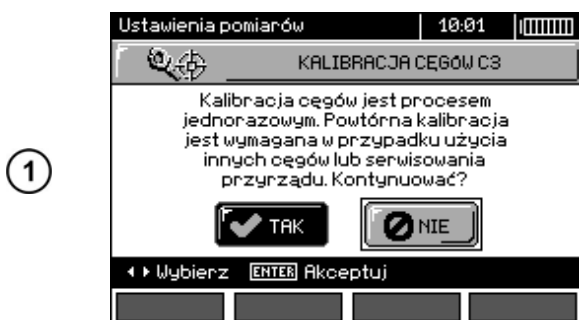 Ustawienia pomiarów 10:01
KALIBRACJA CĘGÓW C3
Kalibracja cęgów jest procesem
jednorazowym. Powtórna kalibracja
jest wymagana w przypadku użycia
innych cęgów lub serwisowania
przyrządu. Kontynuować?
1
TAK NIE
Wybierz ENTER Akceptuj